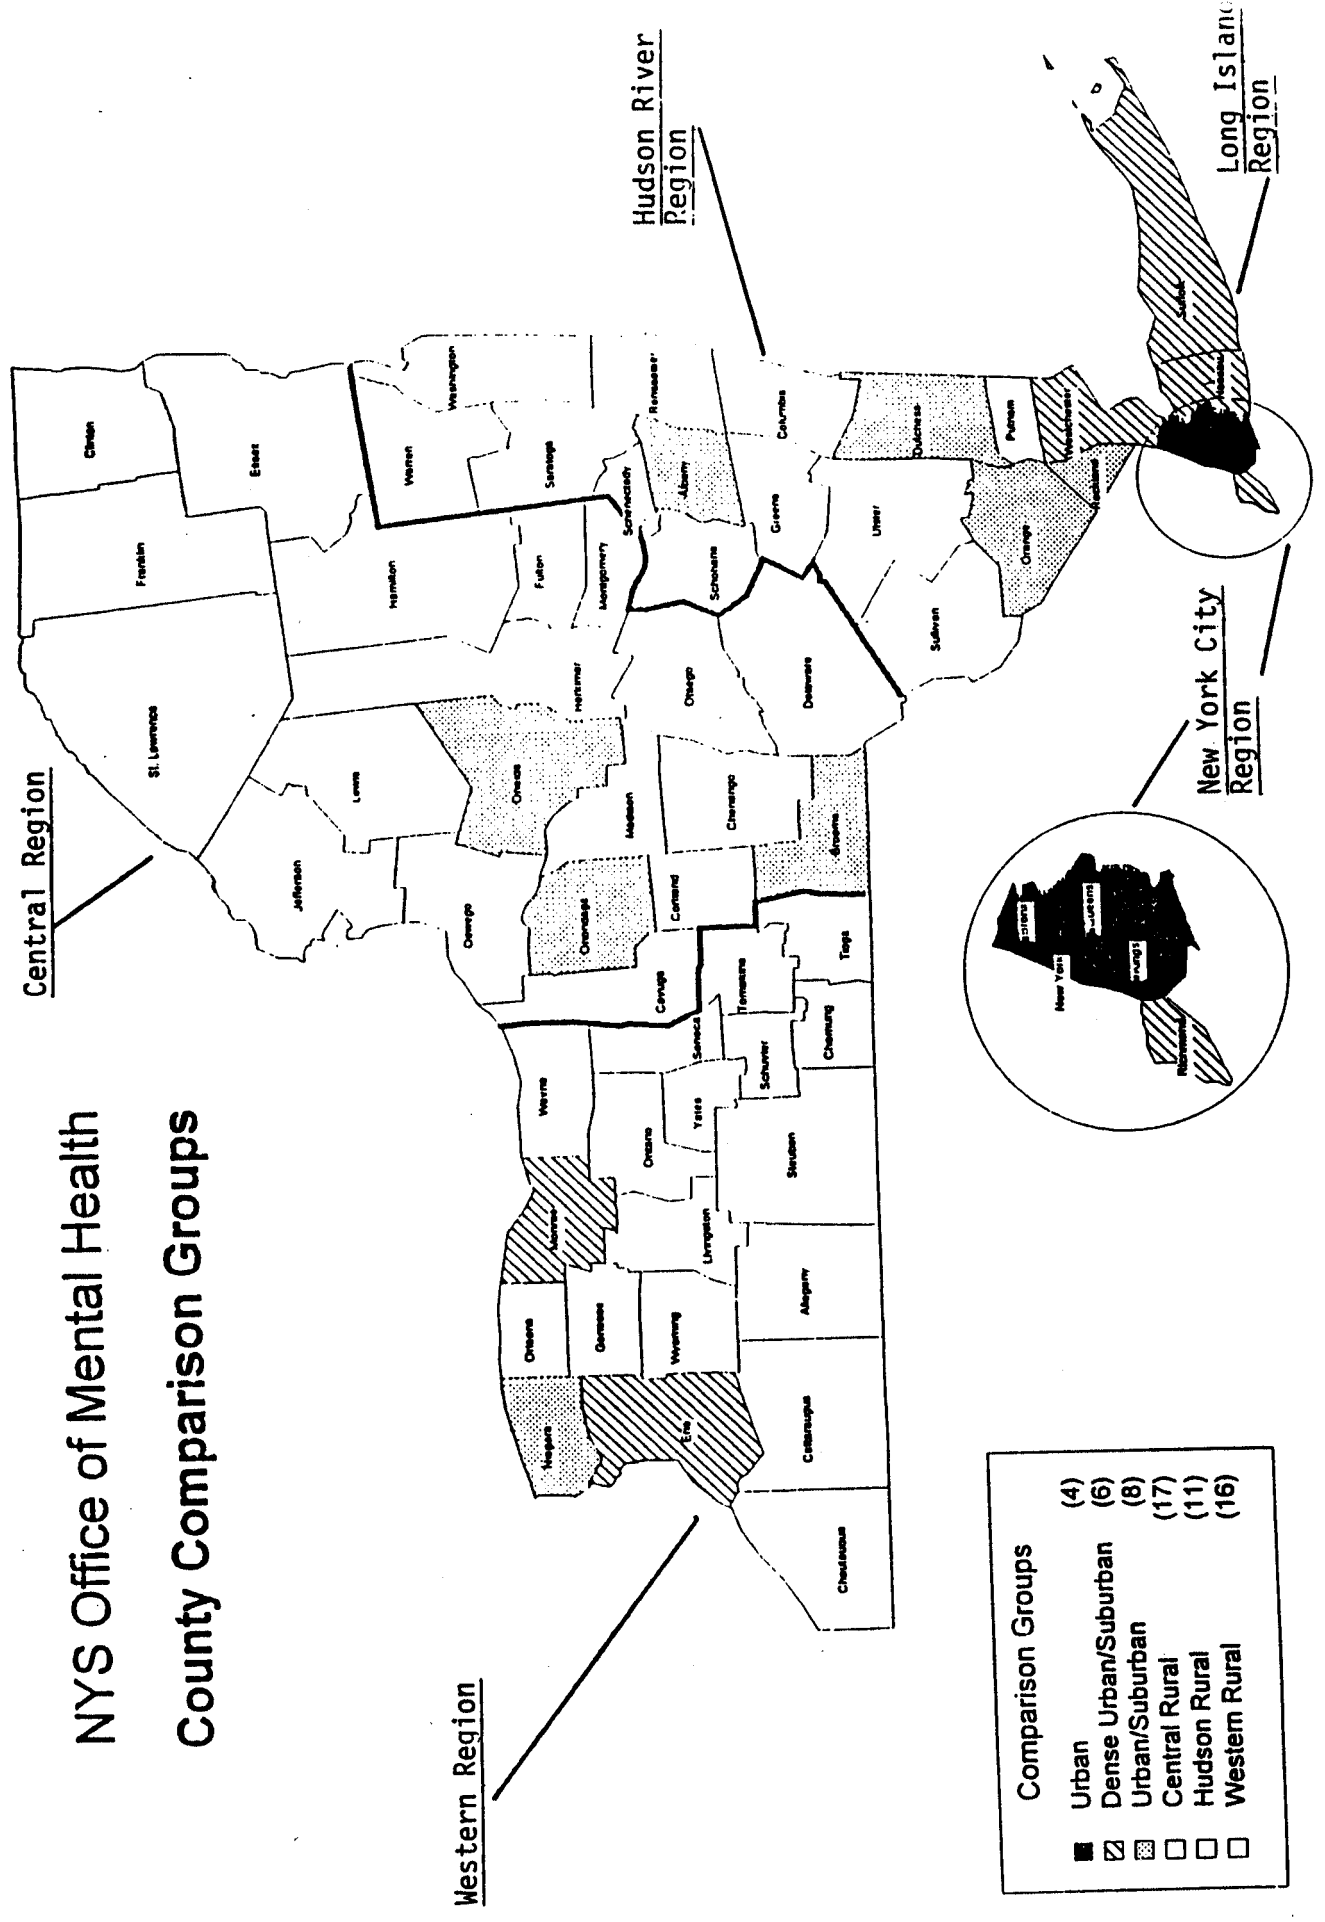 NYS Office of Mental Health
County Comparison Groups
Central Region
Hudson River
Region
Western Region
New York City
Region
Long Island
Region
Clinton
Franklin
St. Lawrence
Essex
Jefferson
Lewis
Hamilton
Warren
Washington
Oswego
Oneida
Herkimer
Fulton
Saratoga
Montgomery
Schenectady
Rensselaer
Albany
Schoharie
Otsego
Madison
Onondaga
Cayuga
Cortland
Chenango
Delaware
Greene
Columbia
Broome
Ulster
Sullivan
Dutchess
Orange
Putnam
Rockland
Westchester
Suffolk
Nassau
Niagara
Orleans
Monroe
Wayne
Genesee
Erie
Wyoming
Livingston
Ontario
Yates
Seneca
Tompkins
Schuyler
Tioga
Chemung
Steuben
Allegany
Cattaraugus
Chautauqua
New York
Queens
Richmond
Comparison Groups
Urban (4)
Dense Urban/Suburban (6)
Urban/Suburban (8)
Central Rural (17)
Hudson Rural (11)
Western Rural (16)